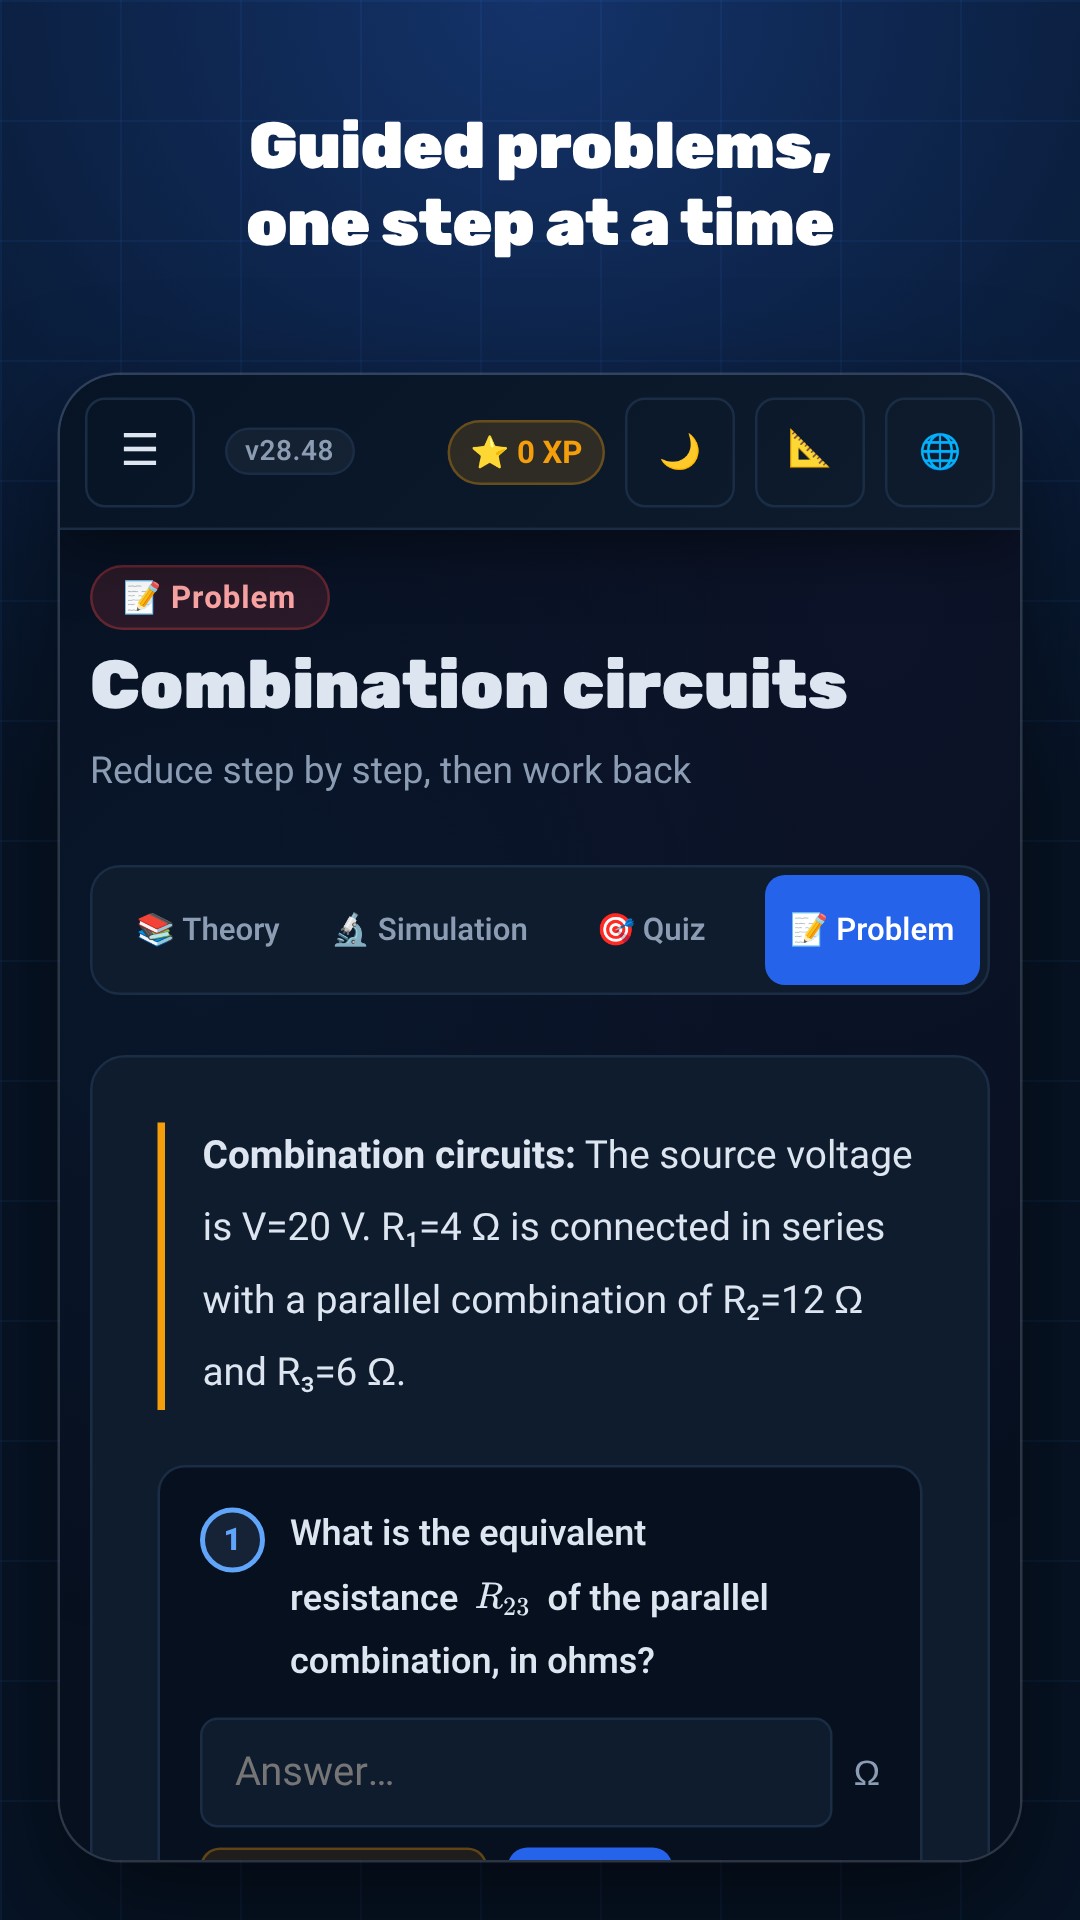 Guided problems,
one step at a time
v28.48
0 XP
Problem
Combination circuits
Reduce step by step, then work back
Theory
Simulation
Quiz
Problem
Combination circuits: The source voltage
is V=20 V. R₁=4 Ω is connected in series
with a parallel combination of R₂=12 Ω
and R₃=6 Ω.
1
What is the equivalent
resistance R₂₃ of the parallel
combination, in ohms?
Answer...
Ω